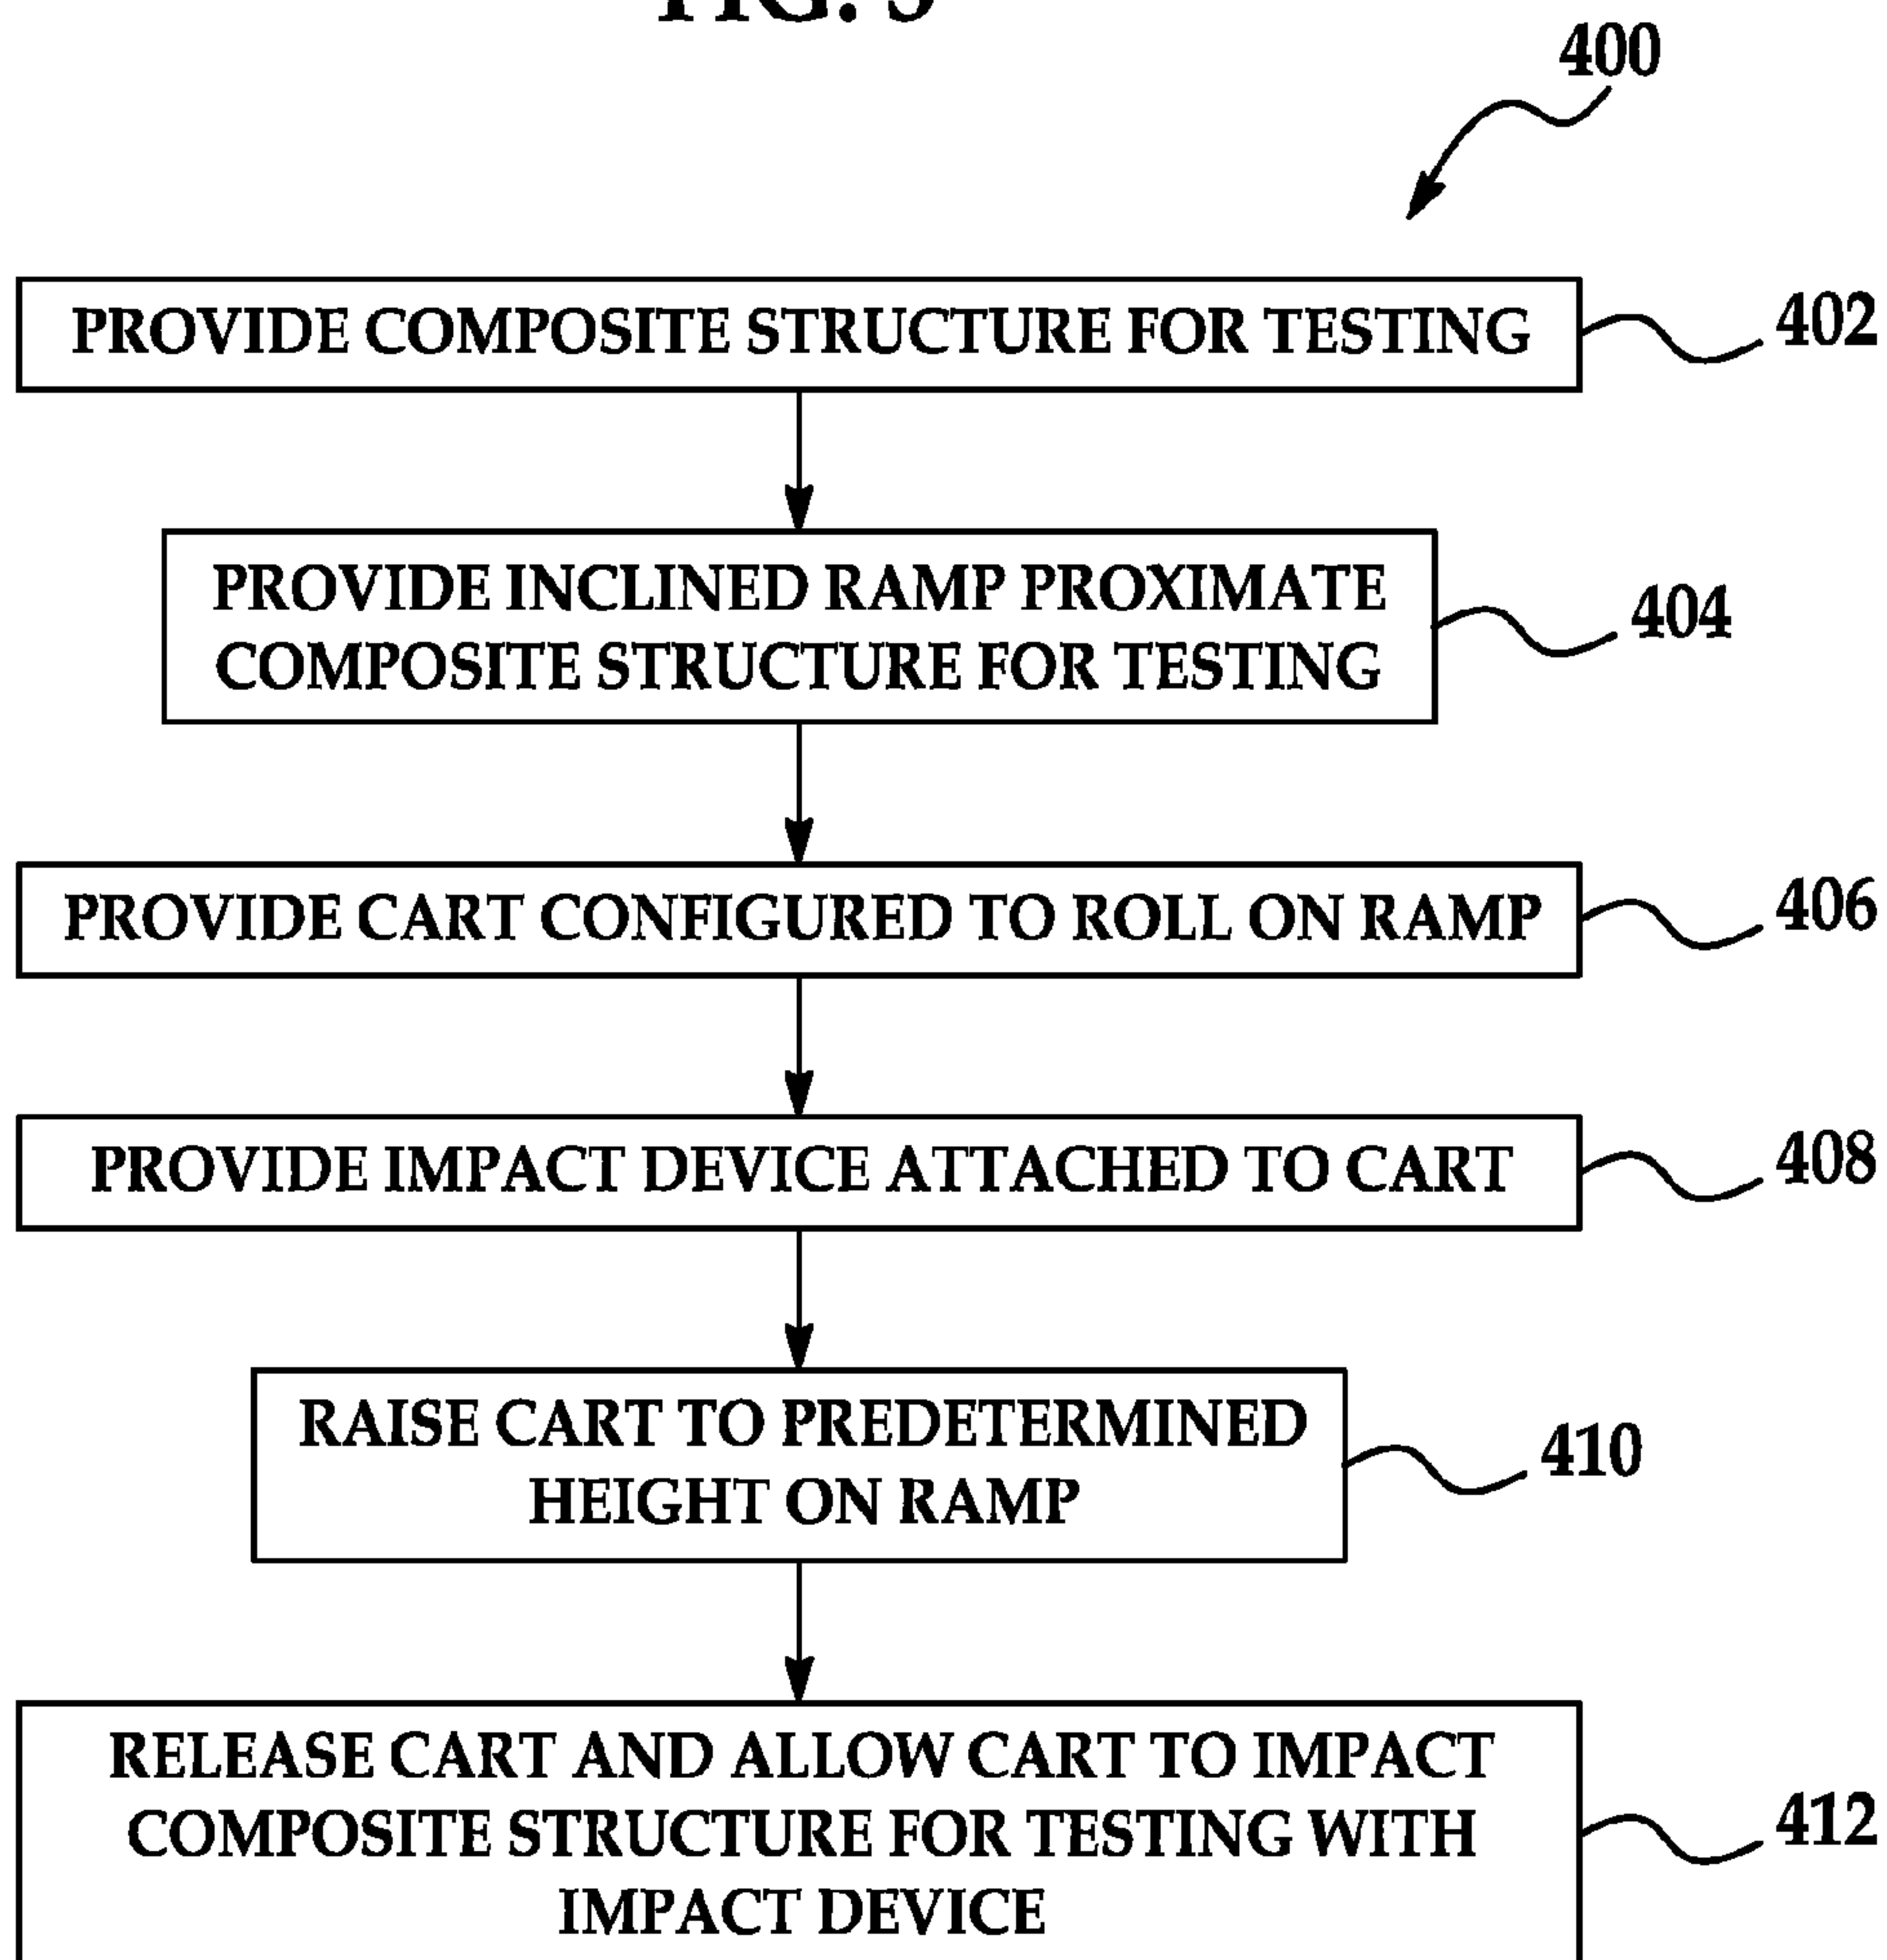 400
PROVIDE COMPOSITE STRUCTURE FOR TESTING
402
PROVIDE INCLINED RAMP PROXIMATE
COMPOSITE STRUCTURE FOR TESTING
404
PROVIDE CART CONFIGURED TO ROLL ON RAMP
406
PROVIDE IMPACT DEVICE ATTACHED TO CART
408
RAISE CART TO PREDETERMINED
HEIGHT ON RAMP
410
RELEASE CART AND ALLOW CART TO IMPACT
COMPOSITE STRUCTURE FOR TESTING WITH
IMPACT DEVICE
412